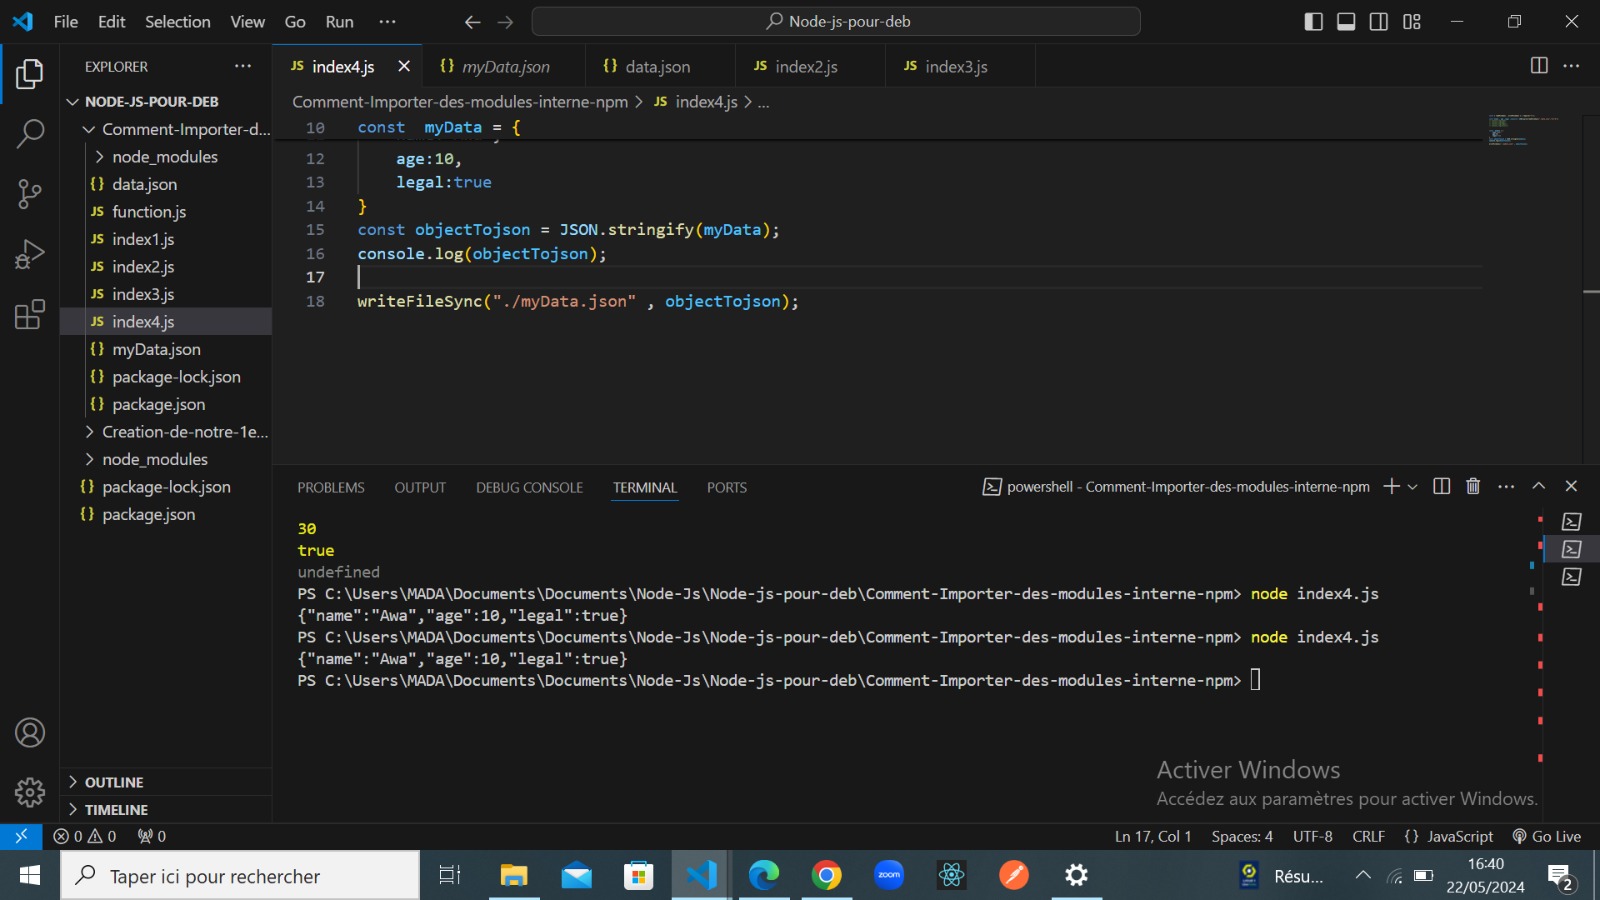 File Edit Selection View Go Run ···
Node-js-pour-deb
EXPLORER ···
NODE-JS-POUR-DEB
Comment-Importer-d...
node_modules
{} data.json
JS function.js
JS index1.js
JS index2.js
JS index3.js
JS index4.js
{} myData.json
{} package-lock.json
{} package.json
Creation-de-notre-1e...
node_modules
{} package-lock.json
{} package.json
OUTLINE
TIMELINE
JS index4.js {} myData.json {} data.json JS index2.js JS index3.js ···
Comment-Importer-des-modules-interne-npm > JS index4.js > ...
10 const  myData = {
12 age:10,
13 legal:true
14 }
15 const objectTojson = JSON.stringify(myData);
16 console.log(objectTojson);
17
18 writeFileSync("./myData.json" , objectTojson);
PROBLEMS OUTPUT DEBUG CONSOLE TERMINAL PORTS
powershell - Comment-Importer-des-modules-interne-npm ···
30
true
undefined
PS C:\Users\MADA\Documents\Documents\Node-Js\Node-js-pour-deb\Comment-Importer-des-modules-interne-npm> node index4.js
{"name":"Awa","age":10,"legal":true}
PS C:\Users\MADA\Documents\Documents\Node-Js\Node-js-pour-deb\Comment-Importer-des-modules-interne-npm> node index4.js
{"name":"Awa","age":10,"legal":true}
PS C:\Users\MADA\Documents\Documents\Node-Js\Node-js-pour-deb\Comment-Importer-des-modules-interne-npm>
Activer Windows
Accédez aux paramètres pour activer Windows.
0 0 0
Ln 17, Col 1 Spaces: 4 UTF-8 CRLF {} JavaScript Go Live
Taper ici pour rechercher
zoom
Résu...
16:40
22/05/2024
2